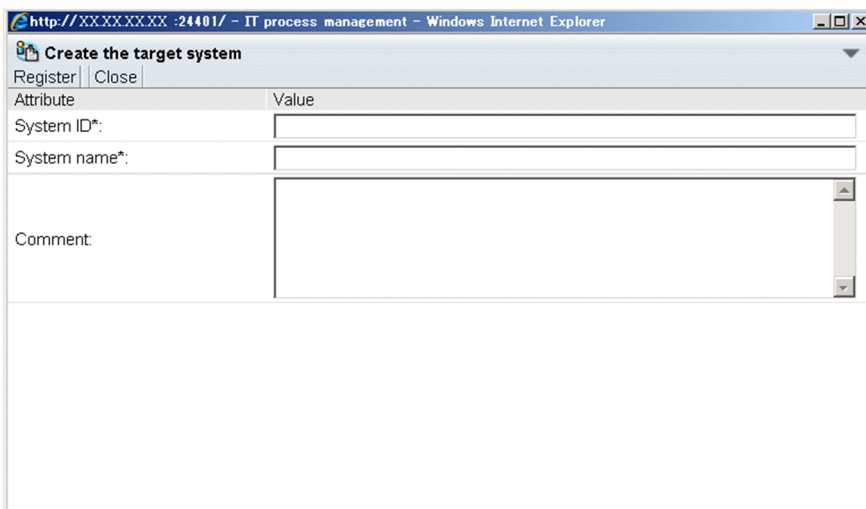 http://XX.XX.XX.XX :24401/ - IT process management - Windows Internet Explorer
Create the target system
Register Close
Attribute Value
System ID*:
System name*:
Comment: